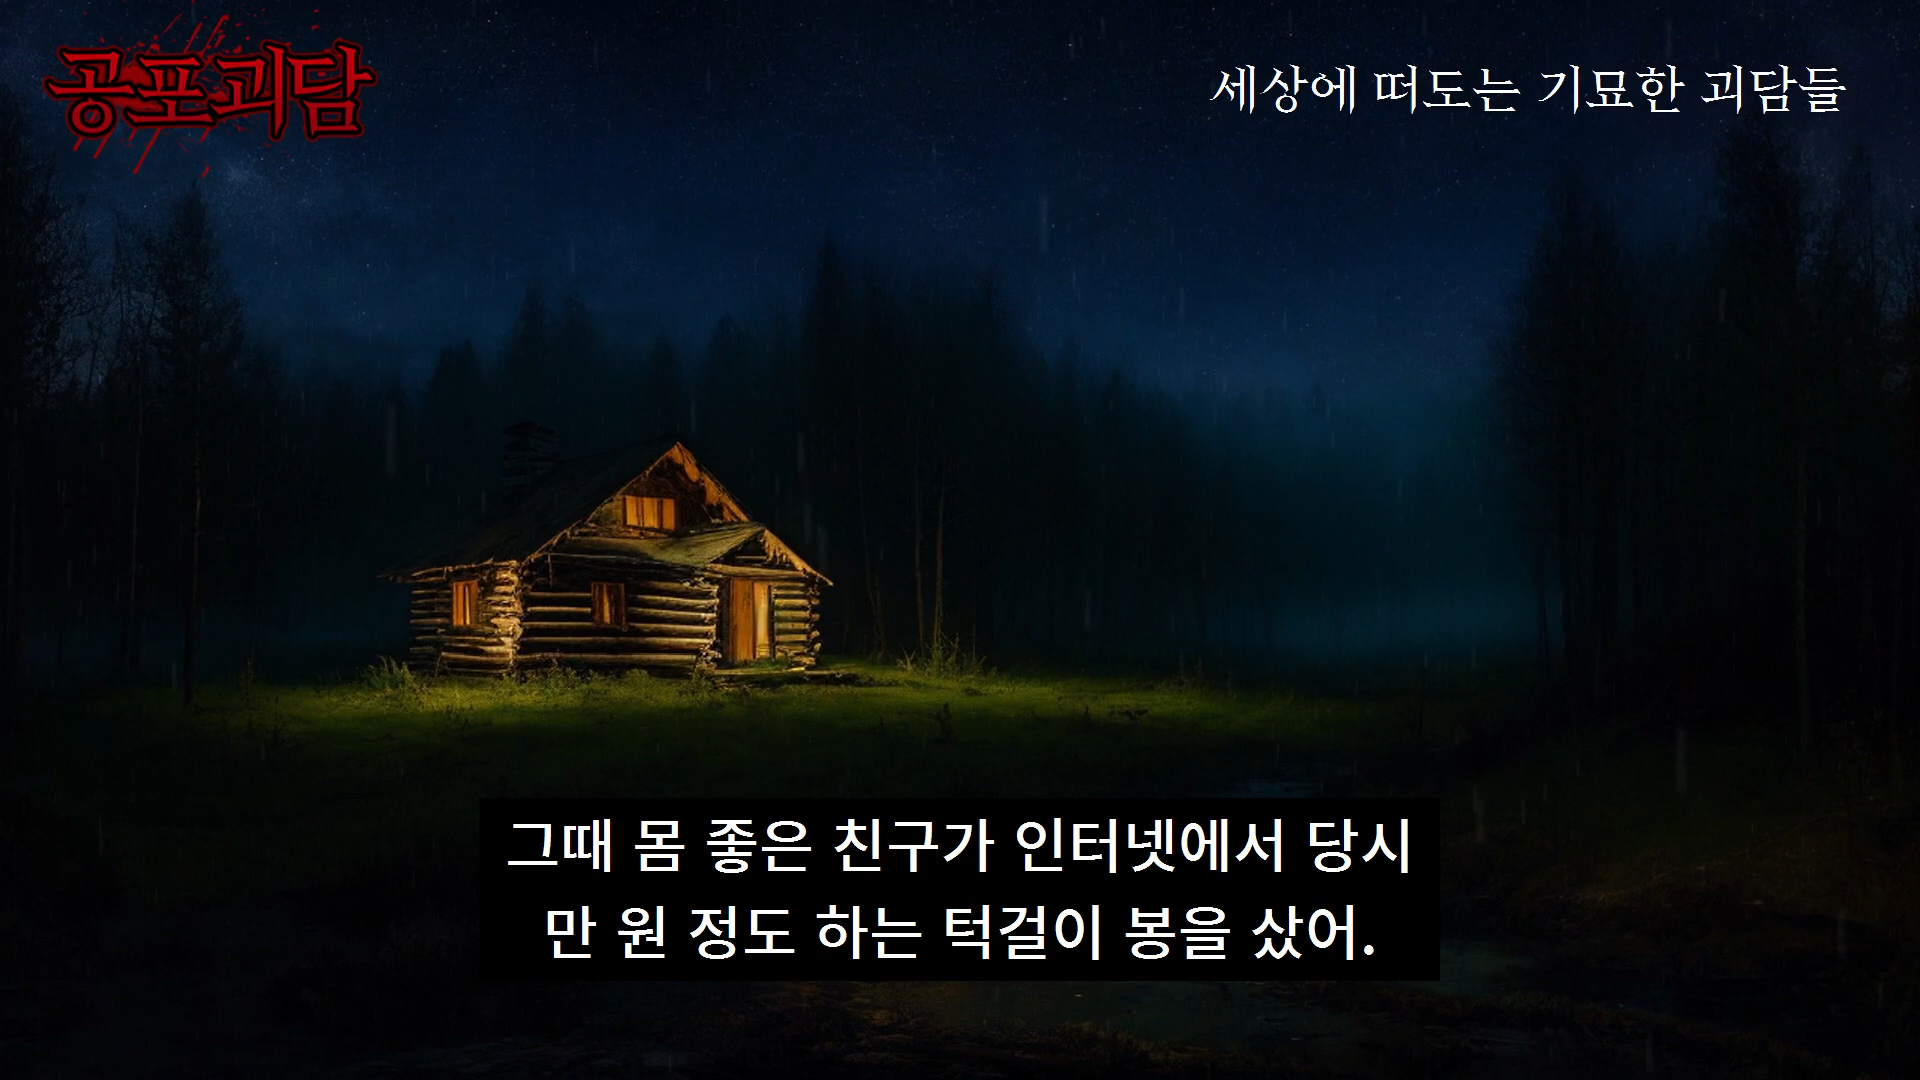 공포괴담
세상에 떠도는 기묘한 괴담들
그때 몸 좋은 친구가 인터넷에서 당시
만 원 정도 하는 턱걸이 봉을 샀어.